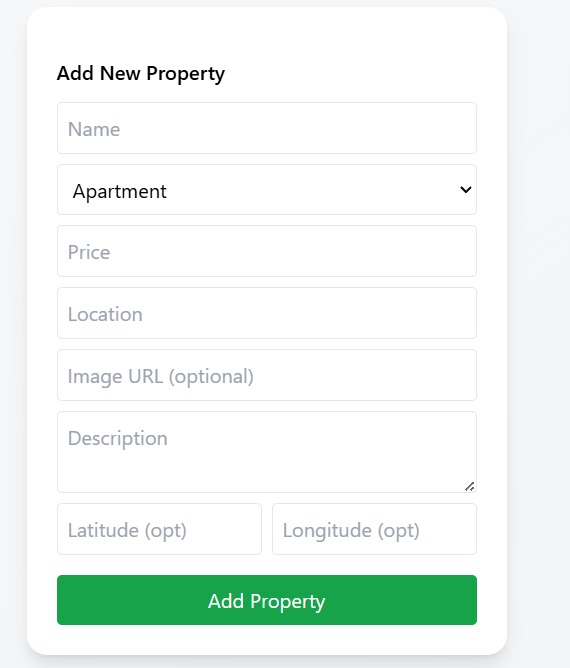 Add New Property
Name
Apartment
Price
Location
Image URL (optional)
Description
Latitude (opt) Longitude (opt)
Add Property